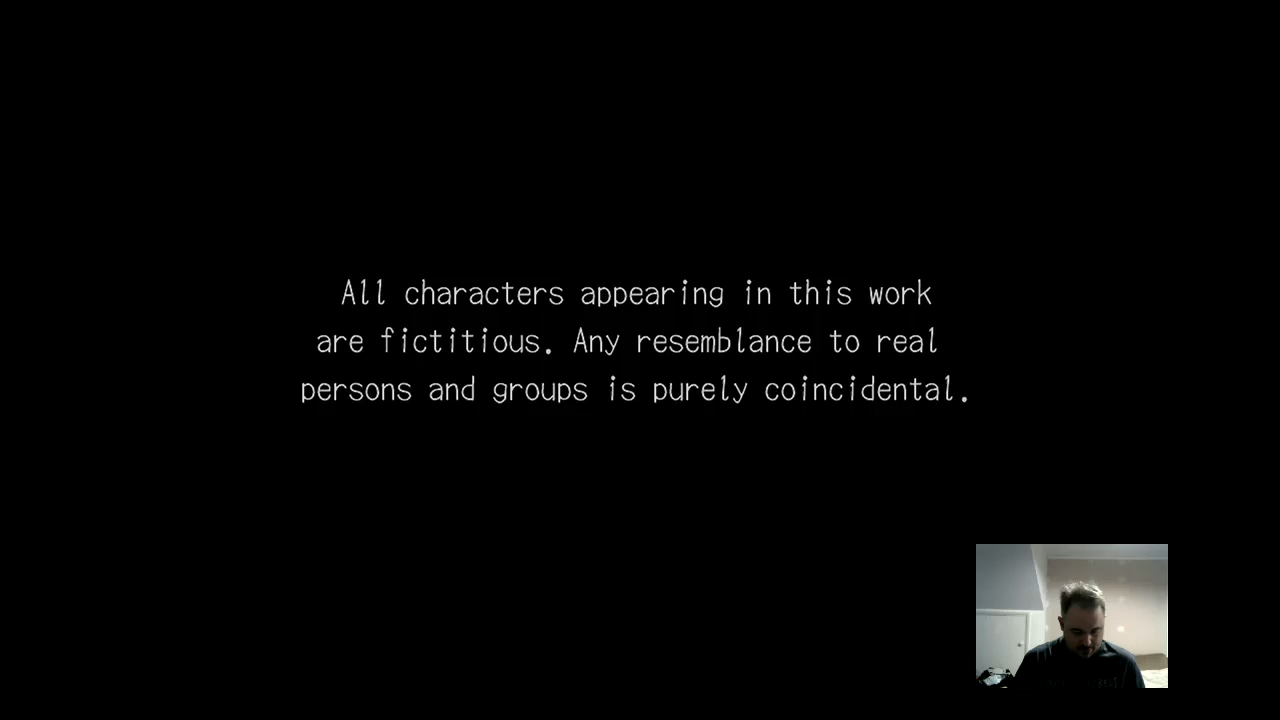 All characters appearing in this work
are fictitious. Any resemblance to real
persons and groups is purely coincidental.